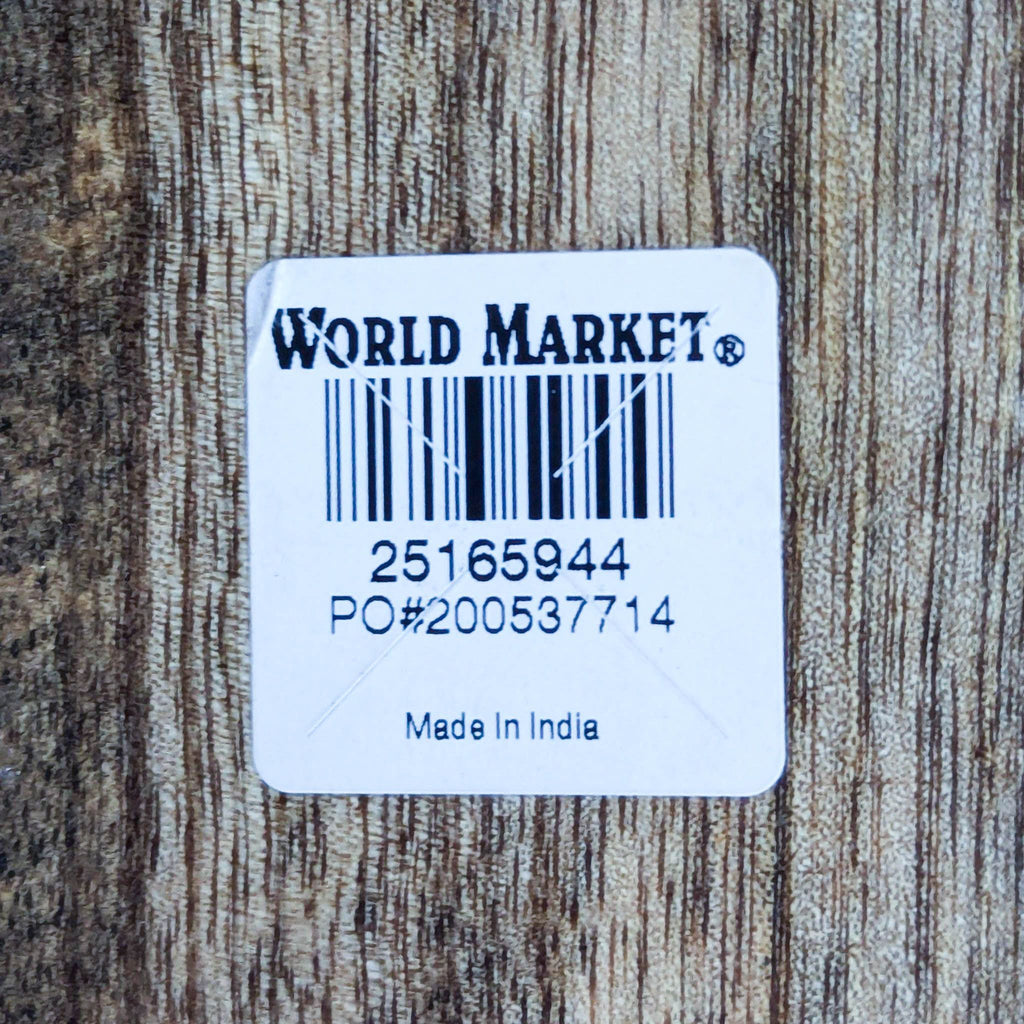 WORLD MARKET®
25165944
PO#200537714
Made In India